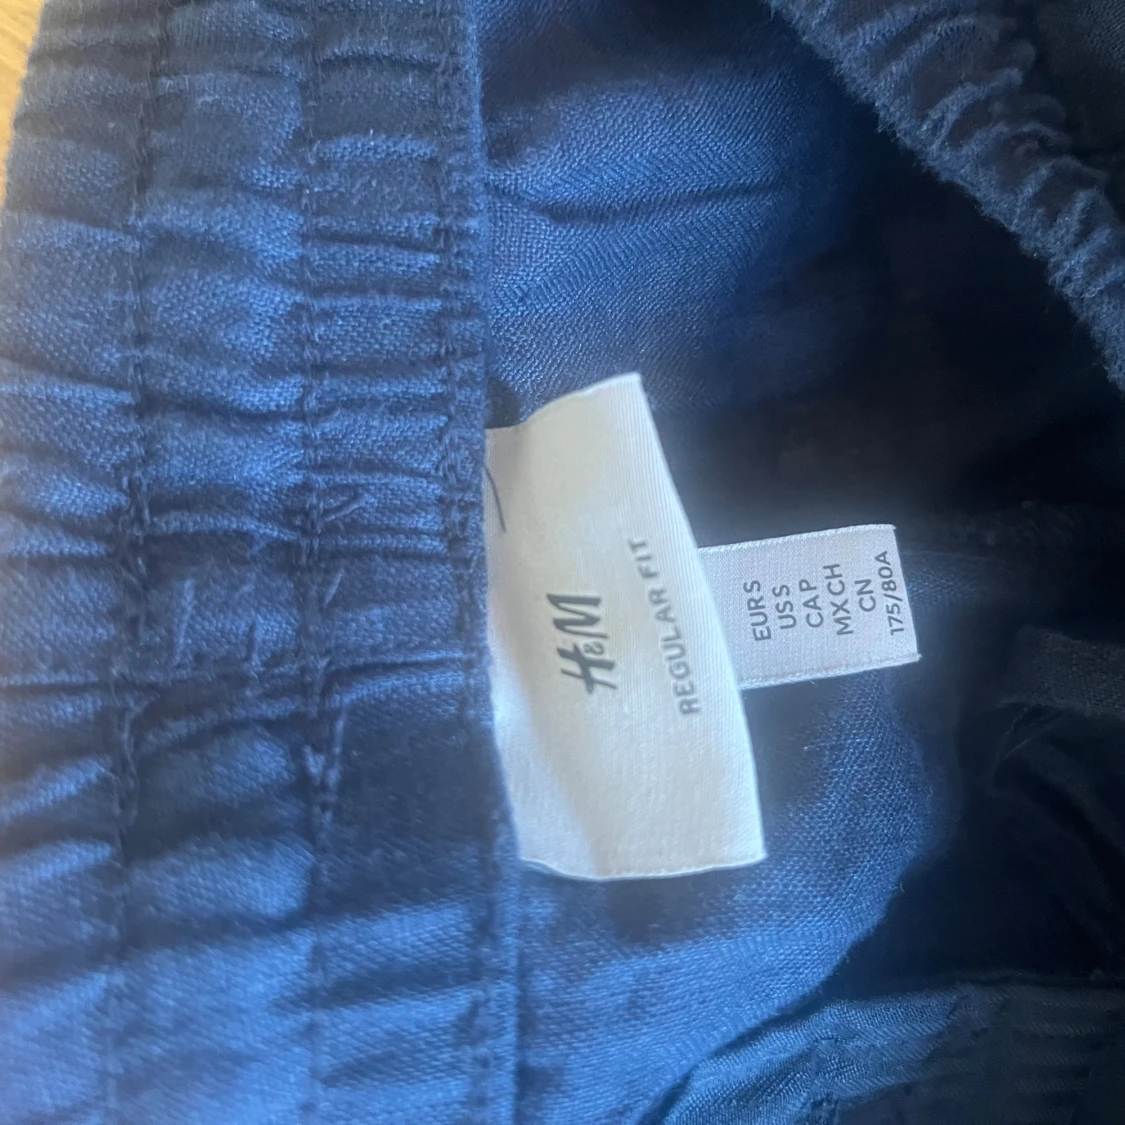 H&M
REGULAR FIT
EUR S
US S
CA P
MX CH
CN
175/80A